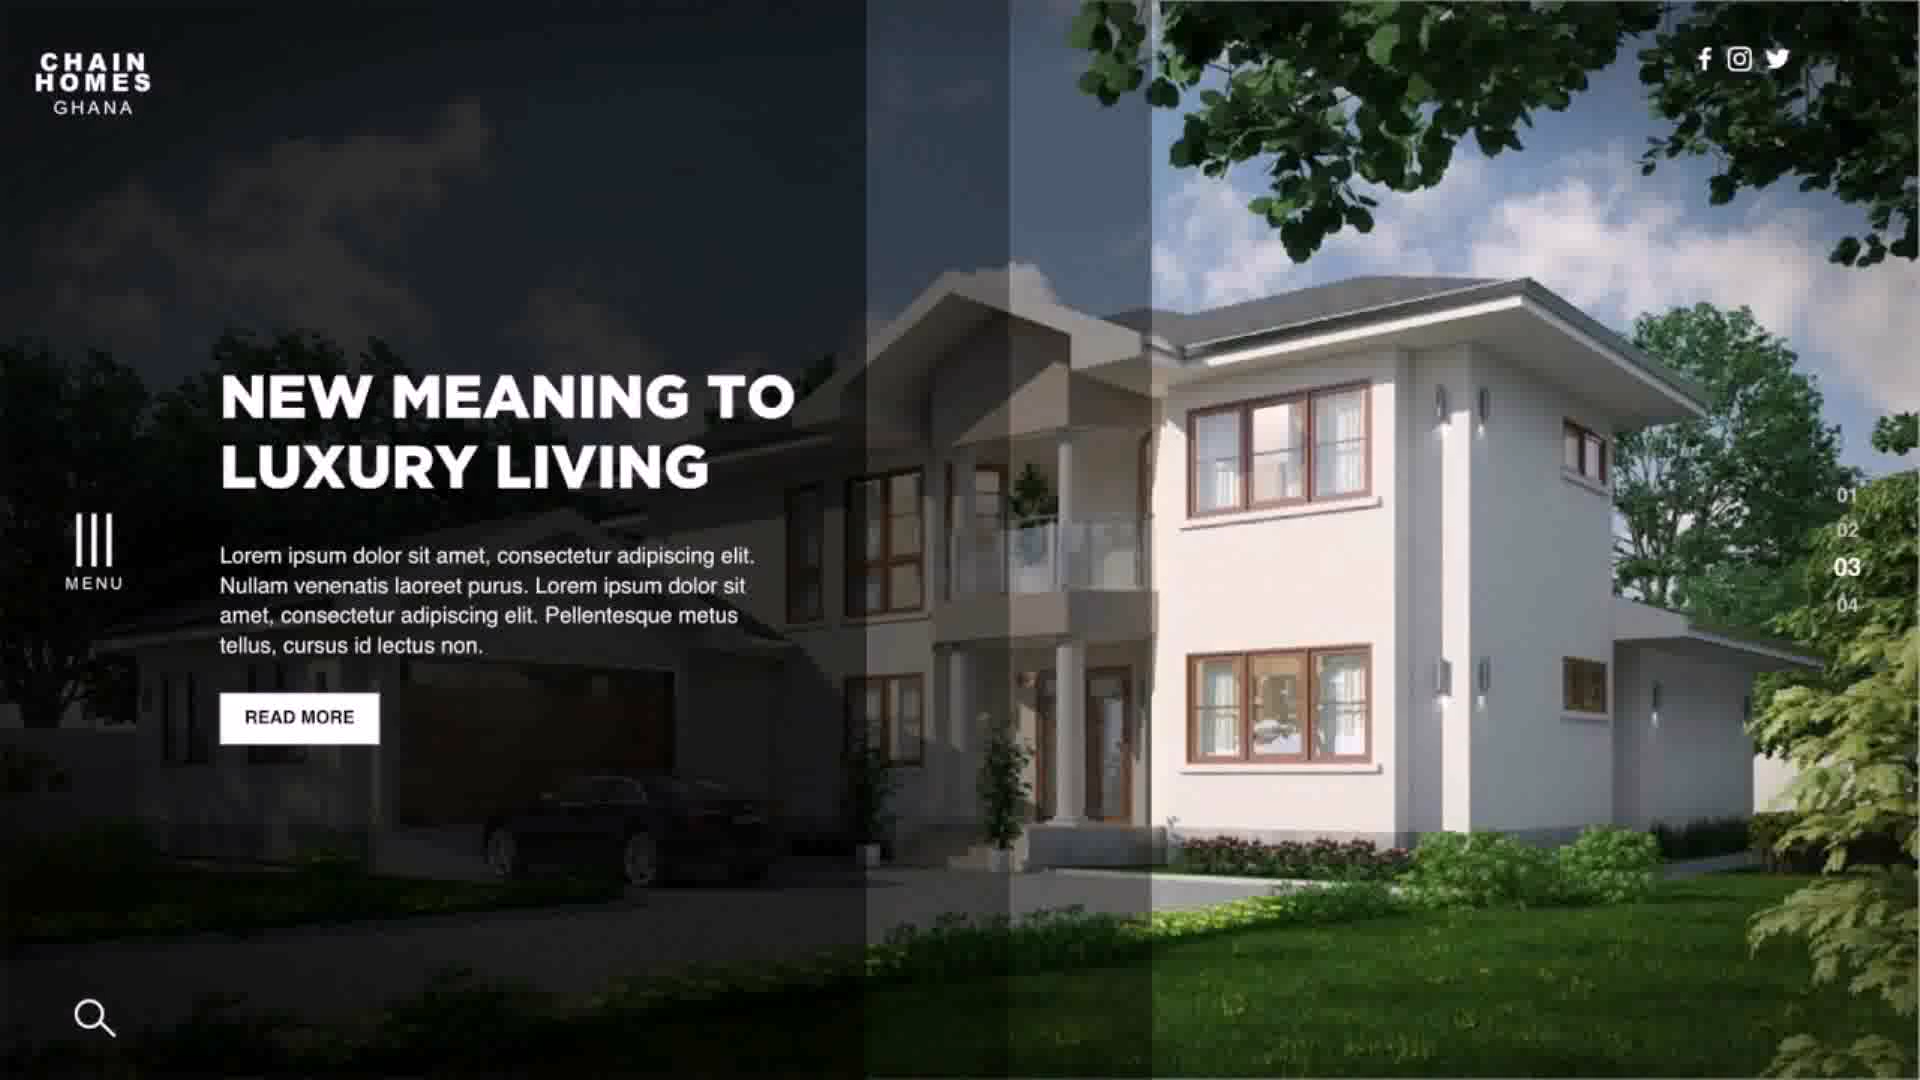 CHAIN
HOMES
GHANA
NEW MEANING TO
LUXURY LIVING
MENU
Lorem ipsum dolor sit amet, consectetur adipiscing elit.
Nullam venenatis laoreet purus. Lorem ipsum dolor sit
amet, consectetur adipiscing elit. Pellentesque metus
tellus, cursus id lectus non.
READ MORE
01
02
03
04